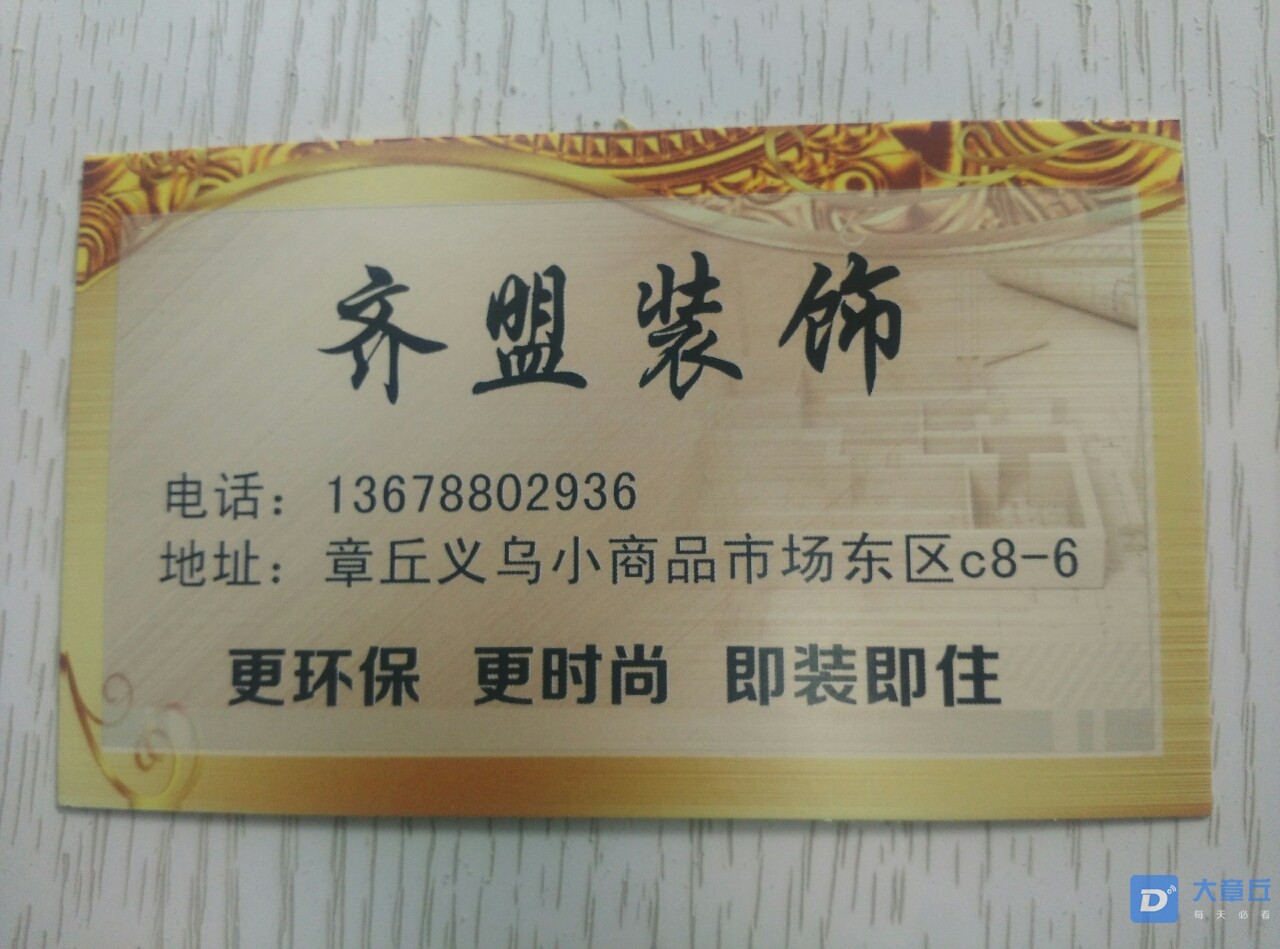 齐盟装饰
电话：13678802936
地址：章丘义乌小商品市场东区c8-6
更环保 更时尚 即装即住
大章丘
每天必看